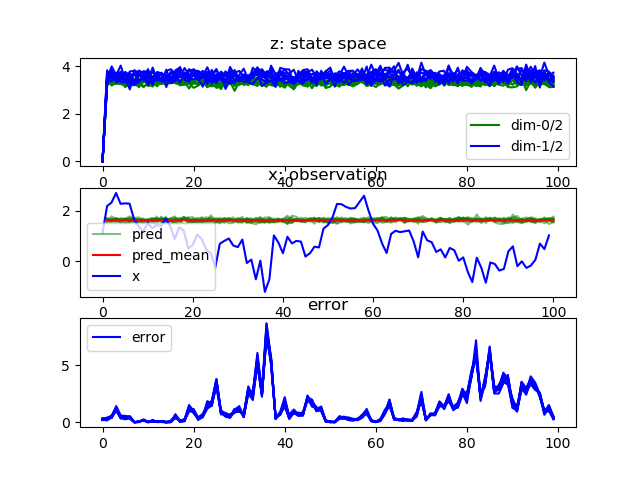 z: state space
4
2
0
dim-0/2
dim-1/2
0 20 40 60 80 100
x: observation
2
0
pred
pred_mean
x
0 20 40 60 80 100
error
5
0
error
0 20 40 60 80 100